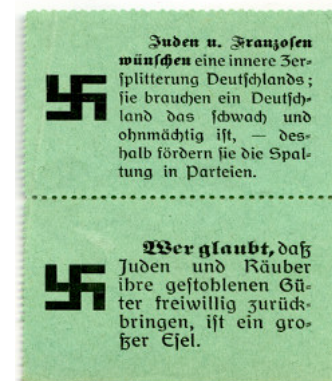 Juden u. Franzosen
wünschen eine innere Zer-
splitterung Deutschlands;
sie brauchen ein Deutsch-
land das schwach und
ohnmächtig ist, — des-
halb fördern sie die Spal-
tung in Parteien.
Wer glaubt, daß
Juden und Räuber
ihre gestohlenen Gü-
ter freiwillig zurück-
bringen, ist ein gro-
ßer Esel.